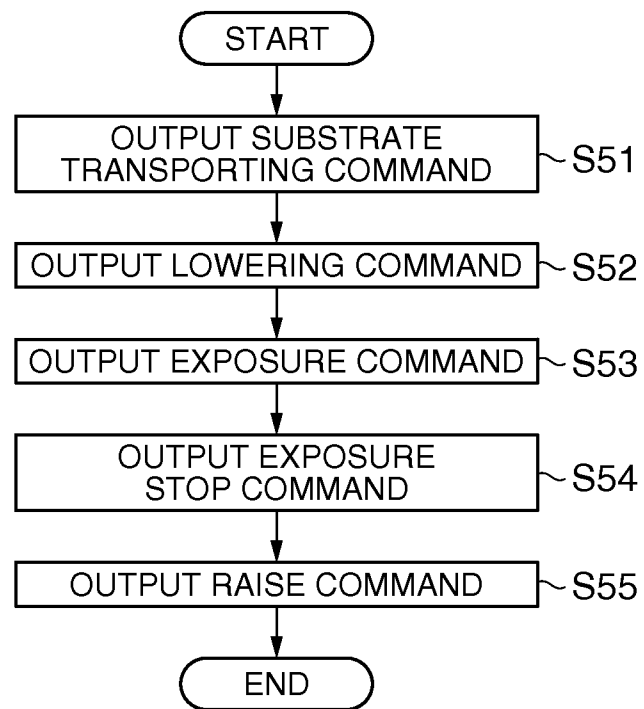 START
OUTPUT SUBSTRATE
TRANSPORTING COMMAND
S51
OUTPUT LOWERING COMMAND
S52
OUTPUT EXPOSURE COMMAND
S53
OUTPUT EXPOSURE
STOP COMMAND
S54
OUTPUT RAISE COMMAND
S55
END